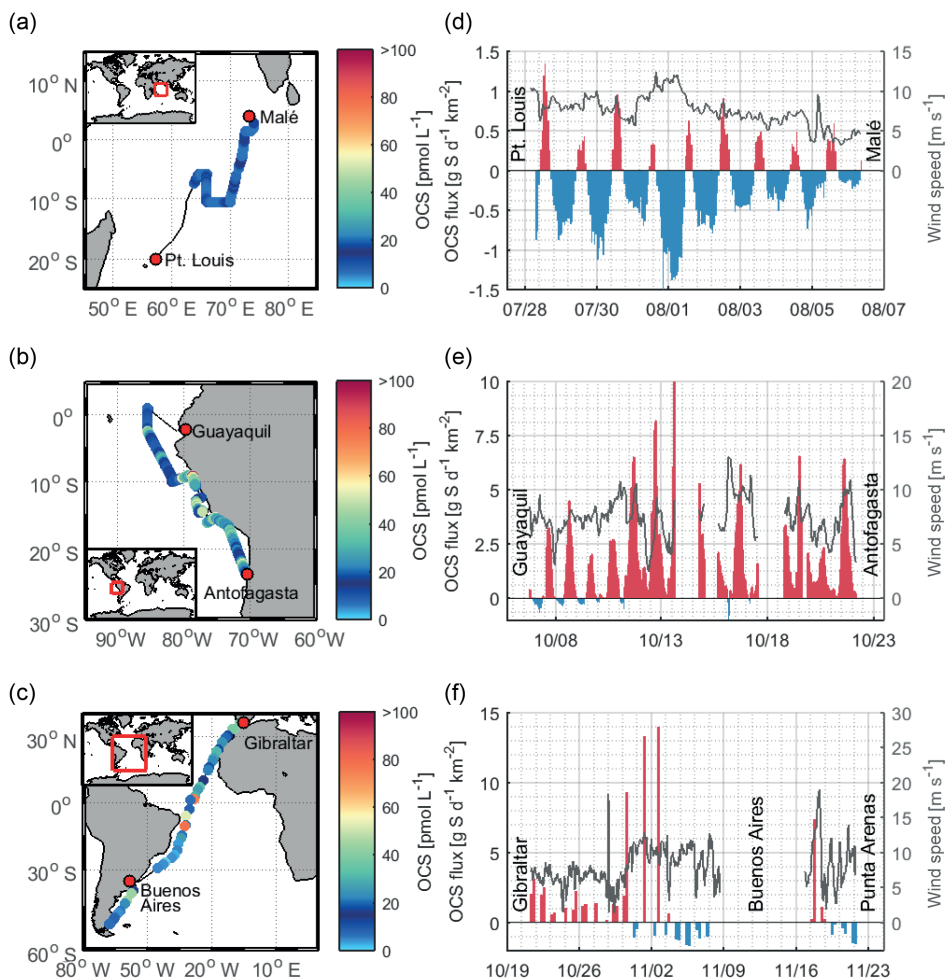 (a)
10° N
0°
10° S
20° S
50° E 60° E 70° E 80° E
Malé
Pt. Louis
>100
80
60
40
20
0
OCS [pmol L⁻¹]
(d)
1.5
1
0.5
0
-0.5
-1
-1.5
OCS flux [g S d⁻¹ km⁻²]
Pt. Louis
Malé
15
10
5
0
Wind speed [m s⁻¹]
07/28 07/30 08/01 08/03 08/05 08/07
(b)
0°
10° S
20° S
30° S
90°W 80°W 70°W 60°W
Guayaquil
Antofagasta
>100
80
60
40
20
0
OCS [pmol L⁻¹]
(e)
10
7.5
5
2.5
0
OCS flux [g S d⁻¹ km⁻²]
Guayaquil
Antofagasta
20
15
10
5
0
Wind speed [m s⁻¹]
10/08 10/13 10/18 10/23
(c)
30° N
0°
30° S
60° S
80° W 50° W 20° W 10° E
Gibraltar
Buenos
Aires
>100
80
60
40
20
0
OCS [pmol L⁻¹]
(f)
15
10
5
0
OCS flux [g S d⁻¹ km⁻²]
Gibraltar
Buenos Aires
Punta Arenas
30
25
20
15
10
5
0
Wind speed [m s⁻¹]
10/19 10/26 11/02 11/09 11/16 11/23